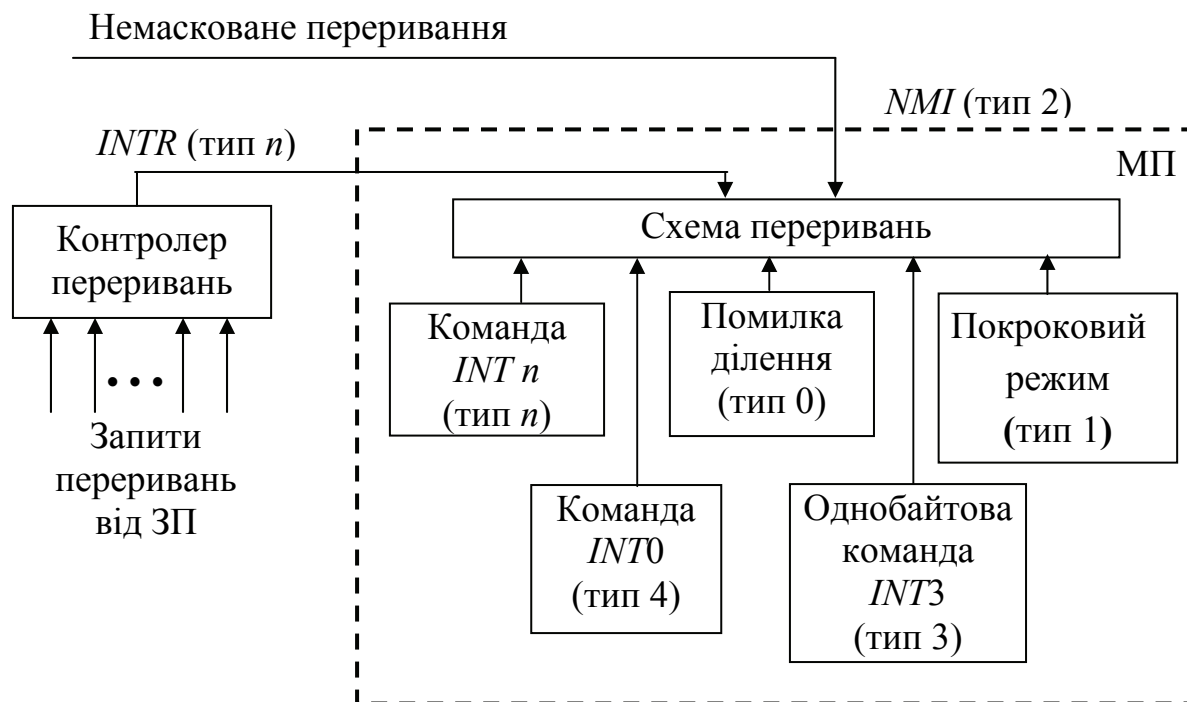 Немасковане переривання
NMI (тип 2)
INTR (тип n)
МП
Контролер
переривань
Схема переривань
Команда
INT n
(тип n)
Помилка
ділення
(тип 0)
Покроковий
режим
(тип 1)
• • •
Запити
переривань
від ЗП
Команда
INT0
(тип 4)
Однобайтова
команда
INT3
(тип 3)